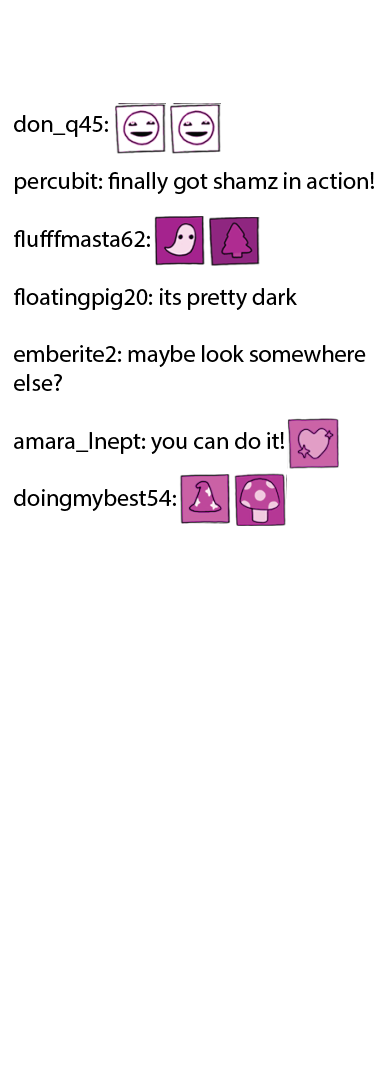 don_q45:
percubit: finally got shamz in action!
flufffmasta62:
floatingpig20: its pretty dark
emberite2: maybe look somewhere
else?
amara_lnept: you can do it!
doingmybest54: